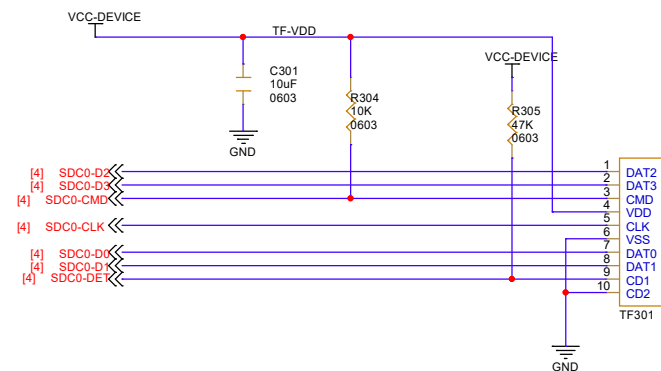 VCC-DEVICE
TF-VDD
C301
10uF
0603
GND
R304
10K
0603
VCC-DEVICE
R305
47K
0603
[4] SDC0-D2
[4] SDC0-D3
[4] SDC0-CMD
[4] SDC0-CLK
[4] SDC0-D0
[4] SDC0-D1
[4] SDC0-DET
1 DAT2
2 DAT3
3 CMD
4 VDD
5 CLK
6 VSS
7 DAT0
8 DAT1
9 CD1
10 CD2
TF301
GND